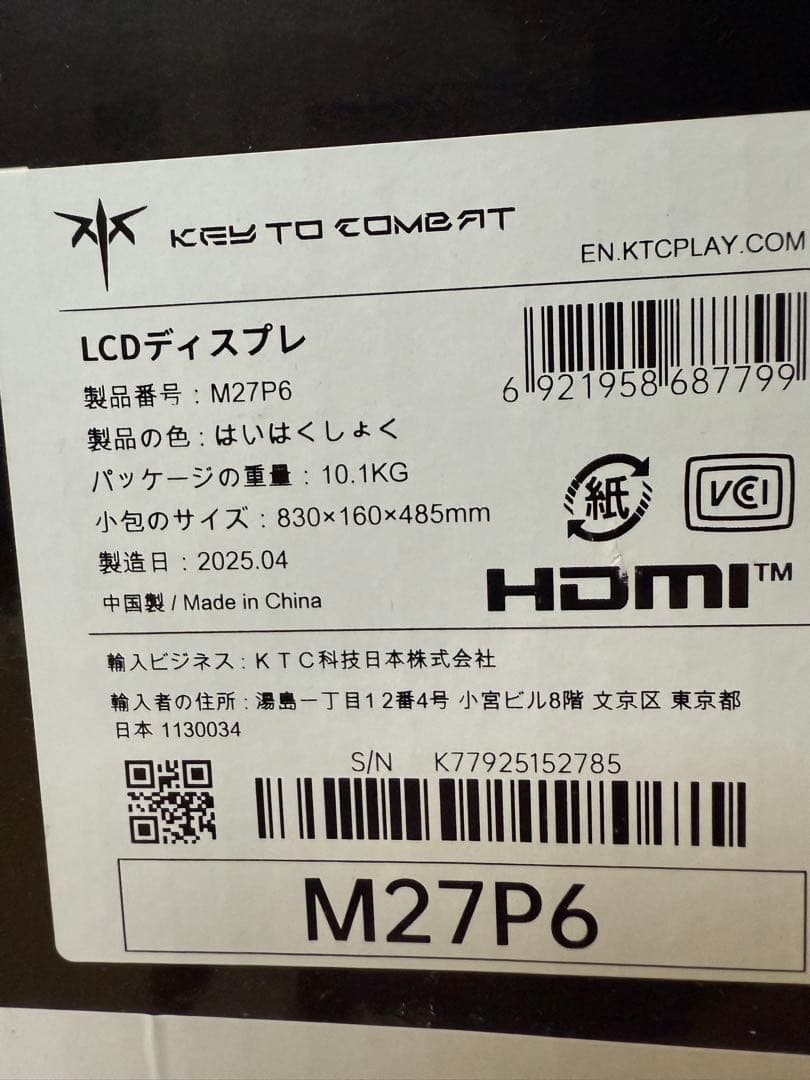 KEY TO COMBAT
EN.KTCPLAY.COM
LCDディスプレ
製品番号：M27P6
製品の色：はいはくしょく
パッケージの重量：10.1KG
小包のサイズ：830×160×485mm
製造日：2025.04
中国製 / Made in China
6 921958 687799
紙
VCCI
HDMI™
輸入ビジネス：ＫＴＣ科技日本株式会社
輸入者の住所：湯島一丁目1２番4号 小宮ビル8階 文京区 東京都
日本 1130034
S/N K77925152785
M27P6